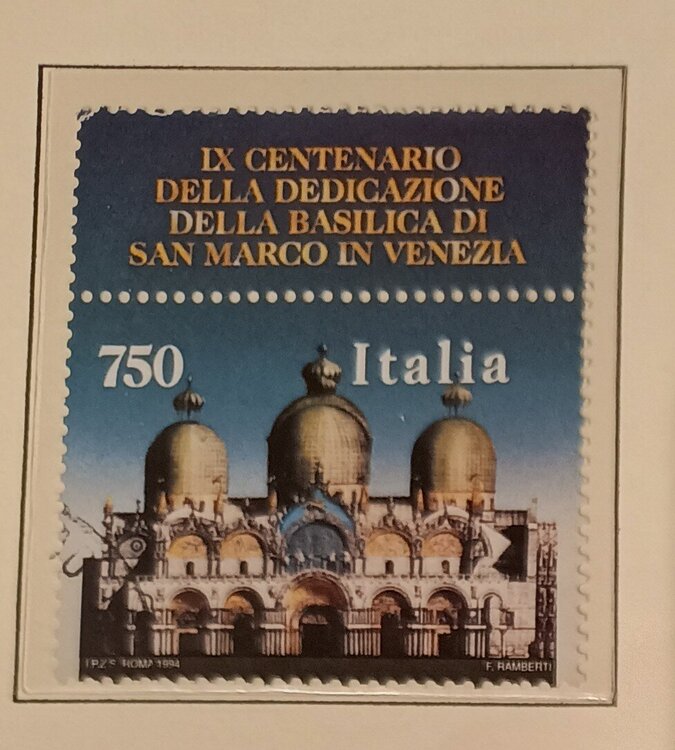 IX CENTENARIO
DELLA DEDICAZIONE
DELLA BASILICA DI
SAN MARCO IN VENEZIA
750 Italia
I.P.Z.S. ROMA 1994 F. RAMBERTI